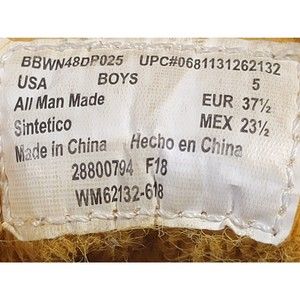 BBWN48DP025 UPC#0681131262132
USA BOYS 5
All Man Made EUR 37½
Sintetico MEX 23½
Made in China Hecho en China
28800794 F18
WM62132-618